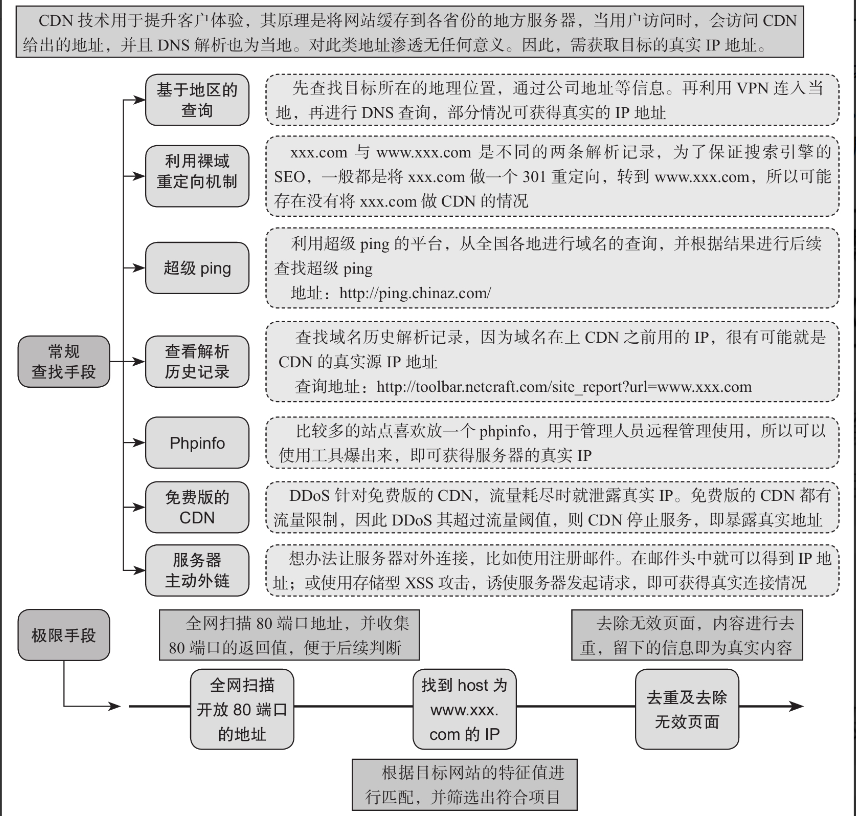 CDN 技术用于提升客户体验，其原理是将网站缓存到各省份的地方服务器，当用户访问时，会访问 CDN
给出的地址，并且 DNS 解析也为当地。对此类地址渗透无任何意义。因此，需获取目标的真实 IP 地址。
基于地区的
查询
先查找目标所在的地理位置，通过公司地址等信息。再利用 VPN 连入当
地，再进行 DNS 查询，部分情况可获得真实的 IP 地址
利用裸域
重定向机制
xxx.com 与 www.xxx.com 是不同的两条解析记录，为了保证搜索引擎的
SEO，一般都是将 xxx.com 做一个 301 重定向，转到 www.xxx.com，所以可能
存在没有将 xxx.com 做 CDN 的情况
超级 ping
利用超级 ping 的平台，从全国各地进行域名的查询，并根据结果进行后续
查找超级 ping
地址：http://ping.chinaz.com/
常规
查找手段
查看解析
历史记录
查找域名历史解析记录，因为域名在上 CDN 之前用的 IP，很有可能就是
CDN 的真实源 IP 地址
查询地址：http://toolbar.netcraft.com/site_report?url=www.xxx.com
Phpinfo
比较多的站点喜欢放一个 phpinfo，用于管理人员远程管理使用，所以可以
使用工具爆出来，即可获得服务器的真实 IP
免费版的
CDN
DDoS 针对免费版的 CDN，流量耗尽时就泄露真实 IP。免费版的 CDN 都有
流量限制，因此 DDoS 其超过流量阈值，则 CDN 停止服务，即暴露真实地址
服务器
主动外链
想办法让服务器对外连接，比如使用注册邮件。在邮件头中就可以得到 IP 地
址；或使用存储型 XSS 攻击，诱使服务器发起请求，即可获得真实连接情况
极限手段
全网扫描 80 端口地址，并收集
80 端口的返回值，便于后续判断
去除无效页面，内容进行去
重，留下的信息即为真实内容
全网扫描
开放 80 端口
的地址
找到 host 为
www.xxx.
com 的 IP
去重及去除
无效页面
根据目标网站的特征值进
行匹配，并筛选出符合项目